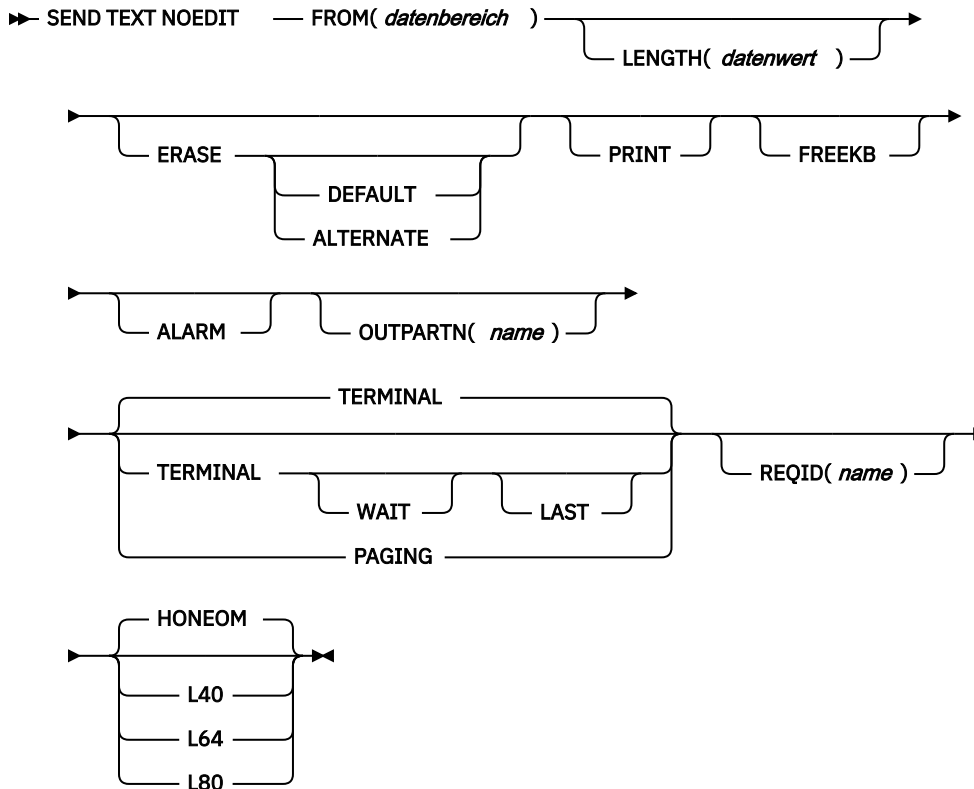 SEND TEXT NOEDIT FROM( datenbereich )
LENGTH( datenwert )
ERASE PRINT FREEKB
DEFAULT
ALTERNATE
ALARM OUTPARTN( name )
TERMINAL
TERMINAL REQID( name )
WAIT LAST
PAGING
HONEOM
L40
L64
L80